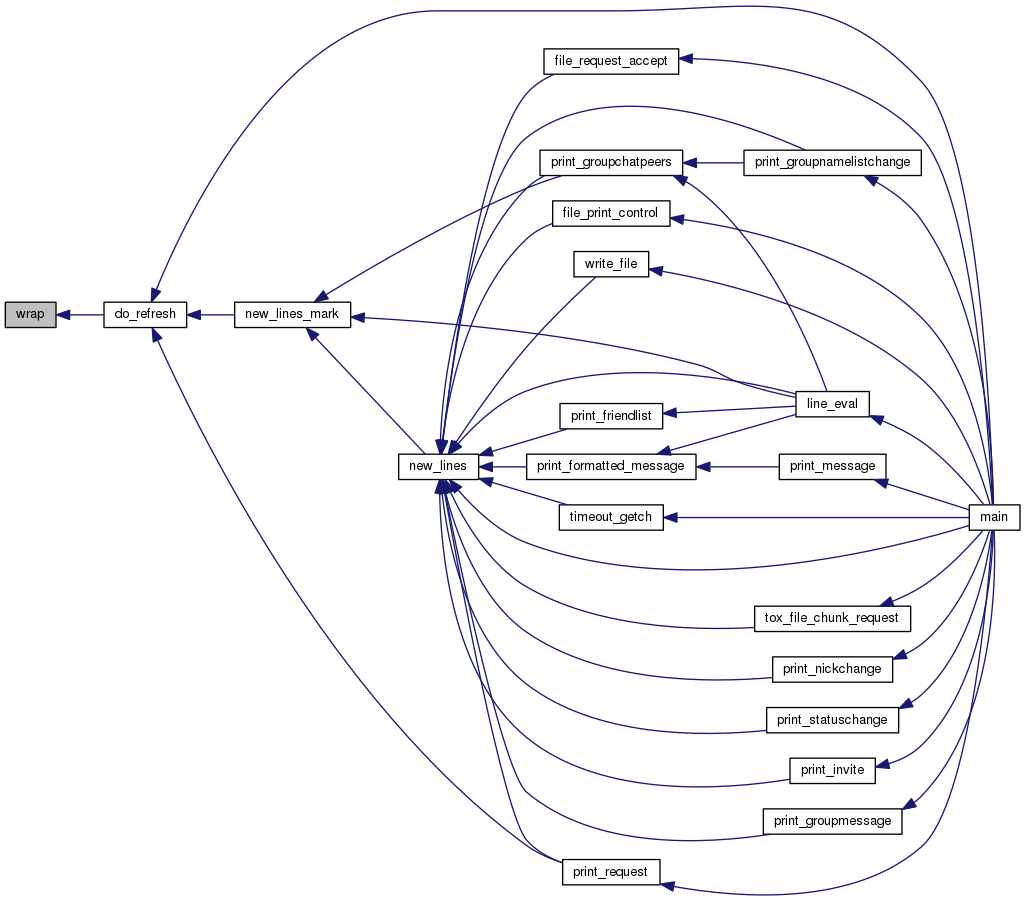 file_request_accept
print_groupchatpeers
print_groupnamelistchange
file_print_control
write_file
wrap
do_refresh
new_lines_mark
line_eval
print_friendlist
new_lines
print_formatted_message
print_message
timeout_getch
main
tox_file_chunk_request
print_nickchange
print_statuschange
print_invite
print_groupmessage
print_request